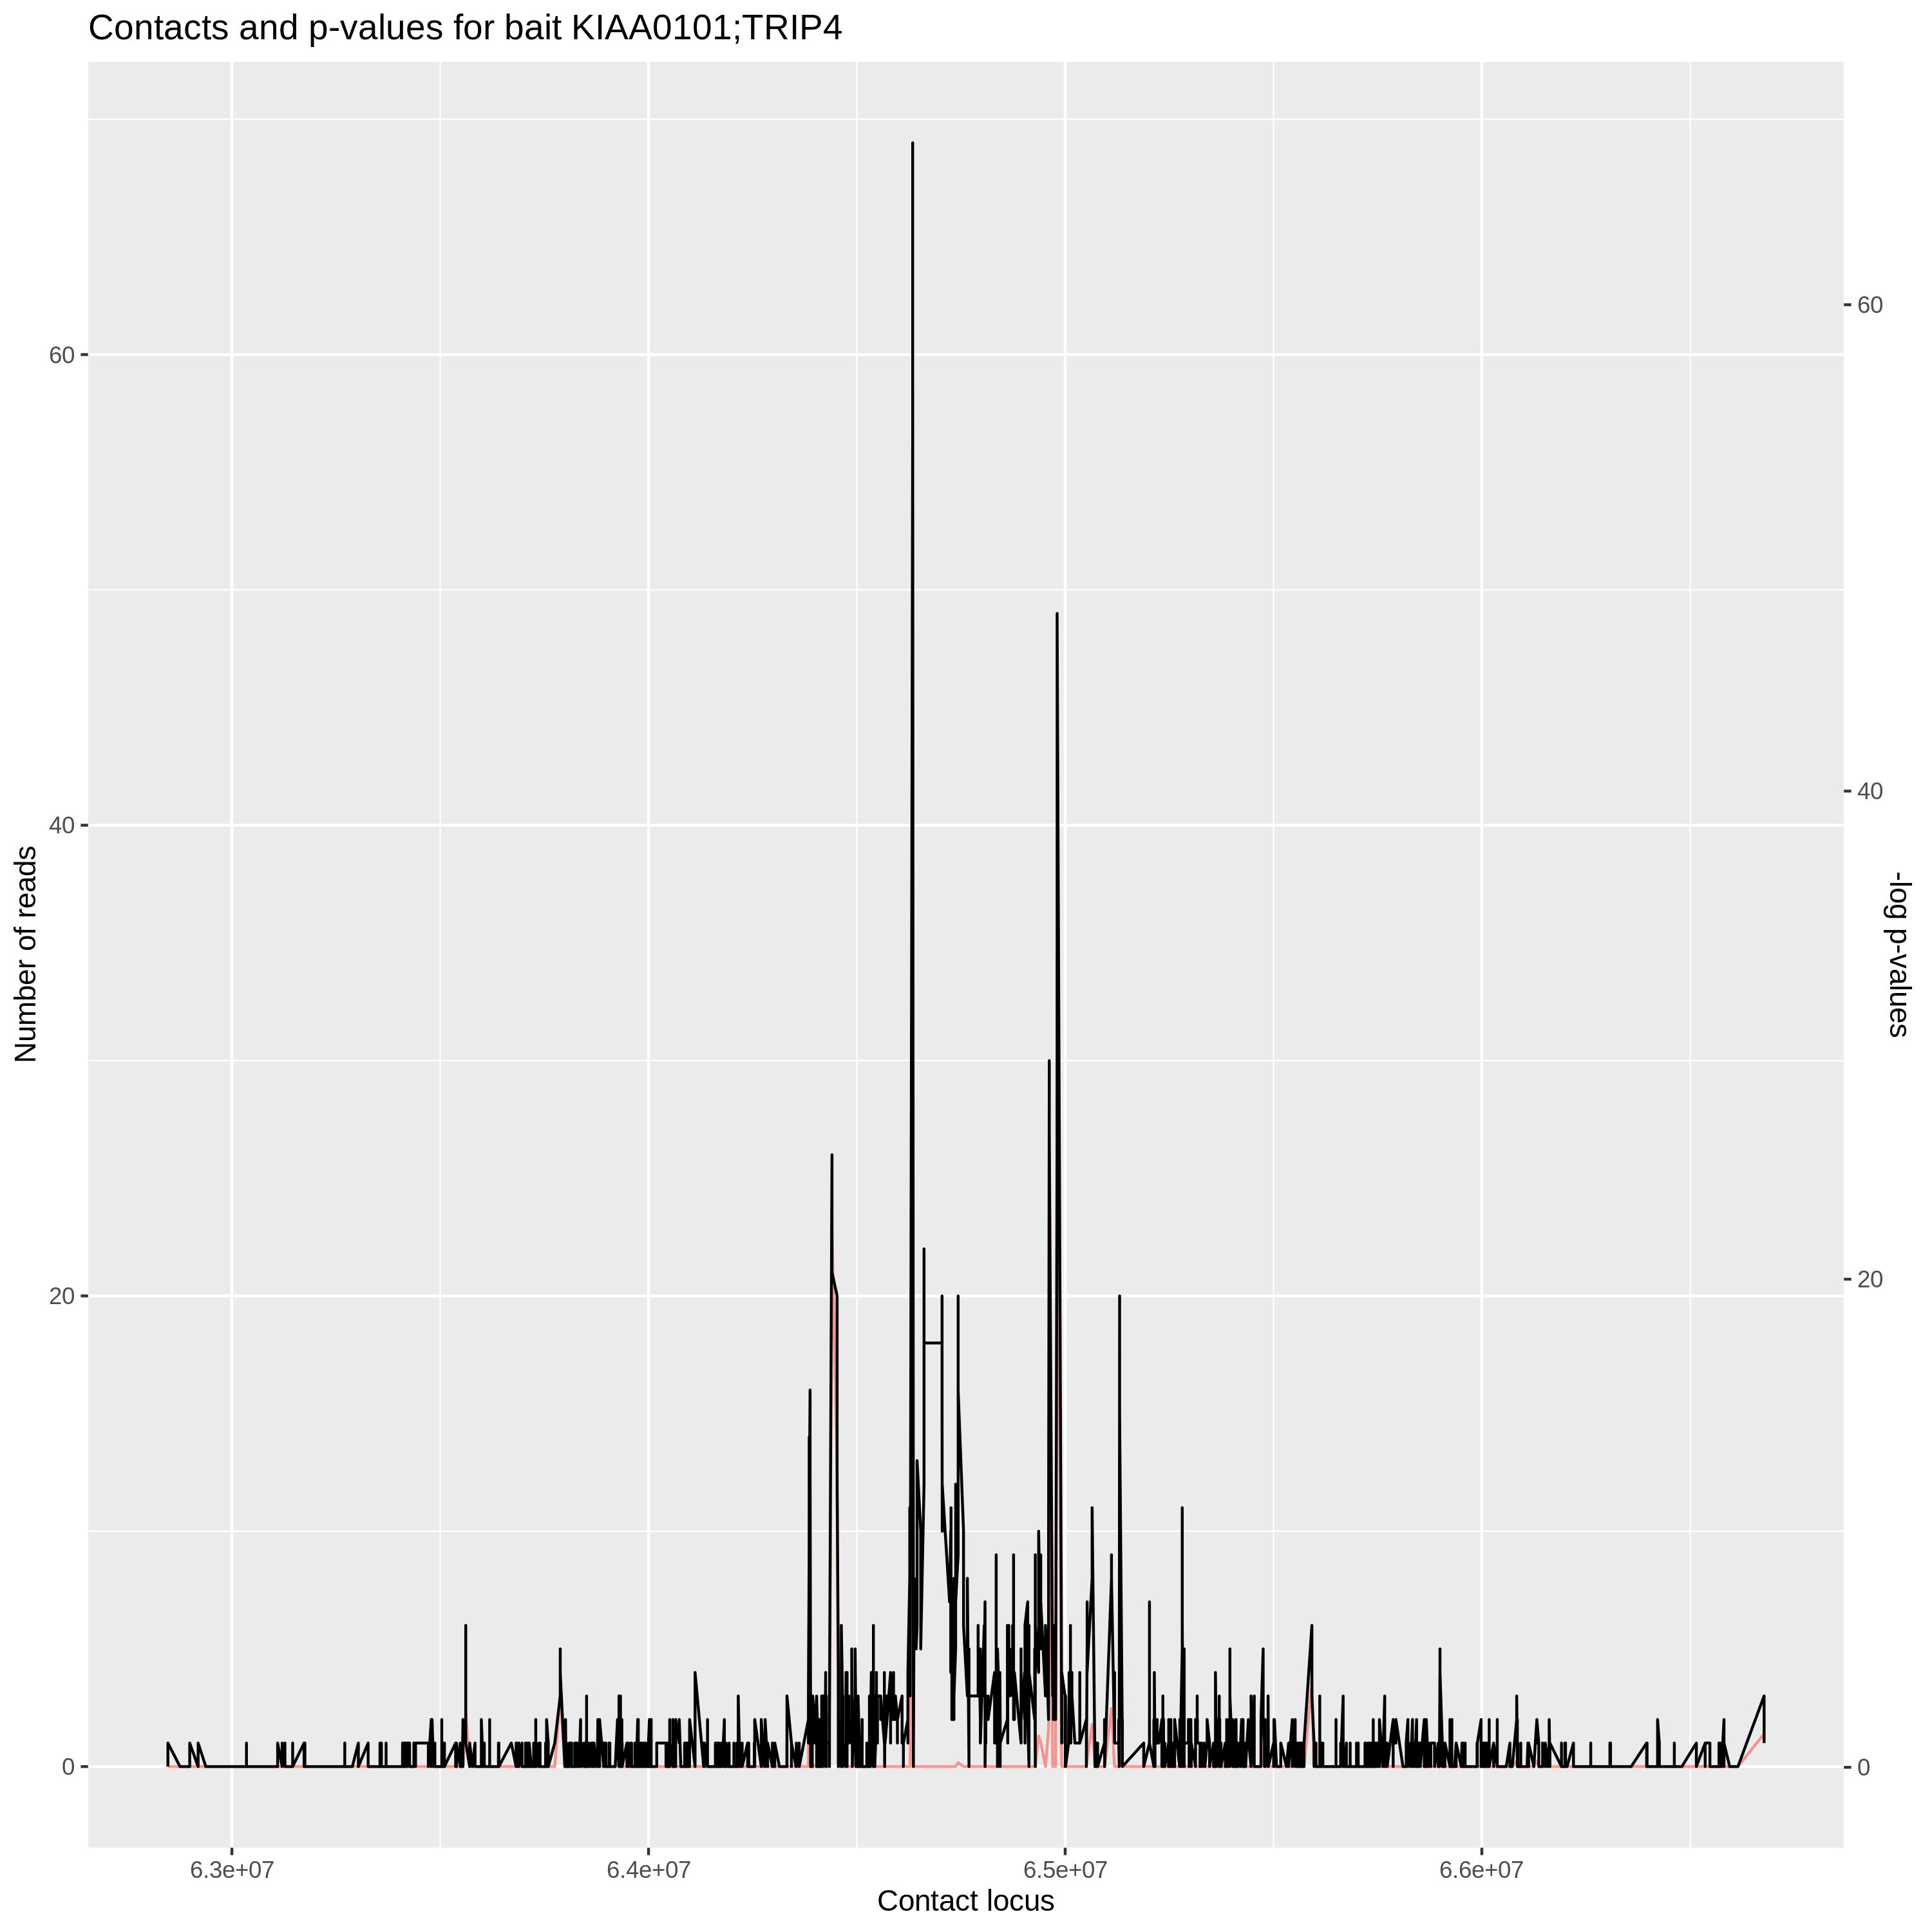 Contacts and p-values for bait KIAA0101;TRIP4
Number of reads
60
40
20
0
60
40
20
0
-log p-values
6.3e+07 6.4e+07 6.5e+07 6.6e+07
Contact locus